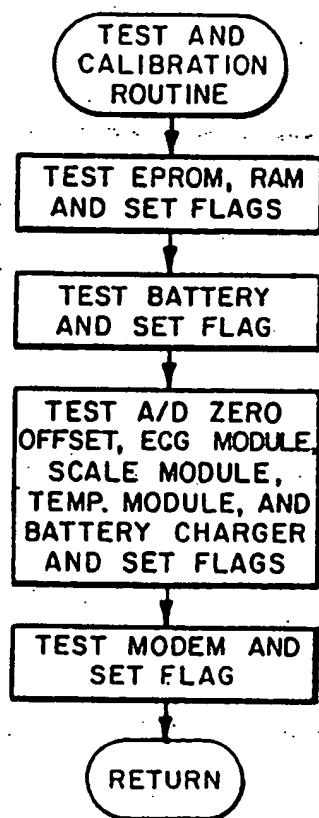 TEST AND
CALIBRATION
ROUTINE
TEST EPROM, RAM
AND SET FLAGS
TEST BATTERY
AND SET FLAG
TEST A/D ZERO
OFFSET, ECG MODULE,
SCALE MODULE,
TEMP. MODULE, AND
BATTERY CHARGER
AND SET FLAGS
TEST MODEM AND
SET FLAG
RETURN